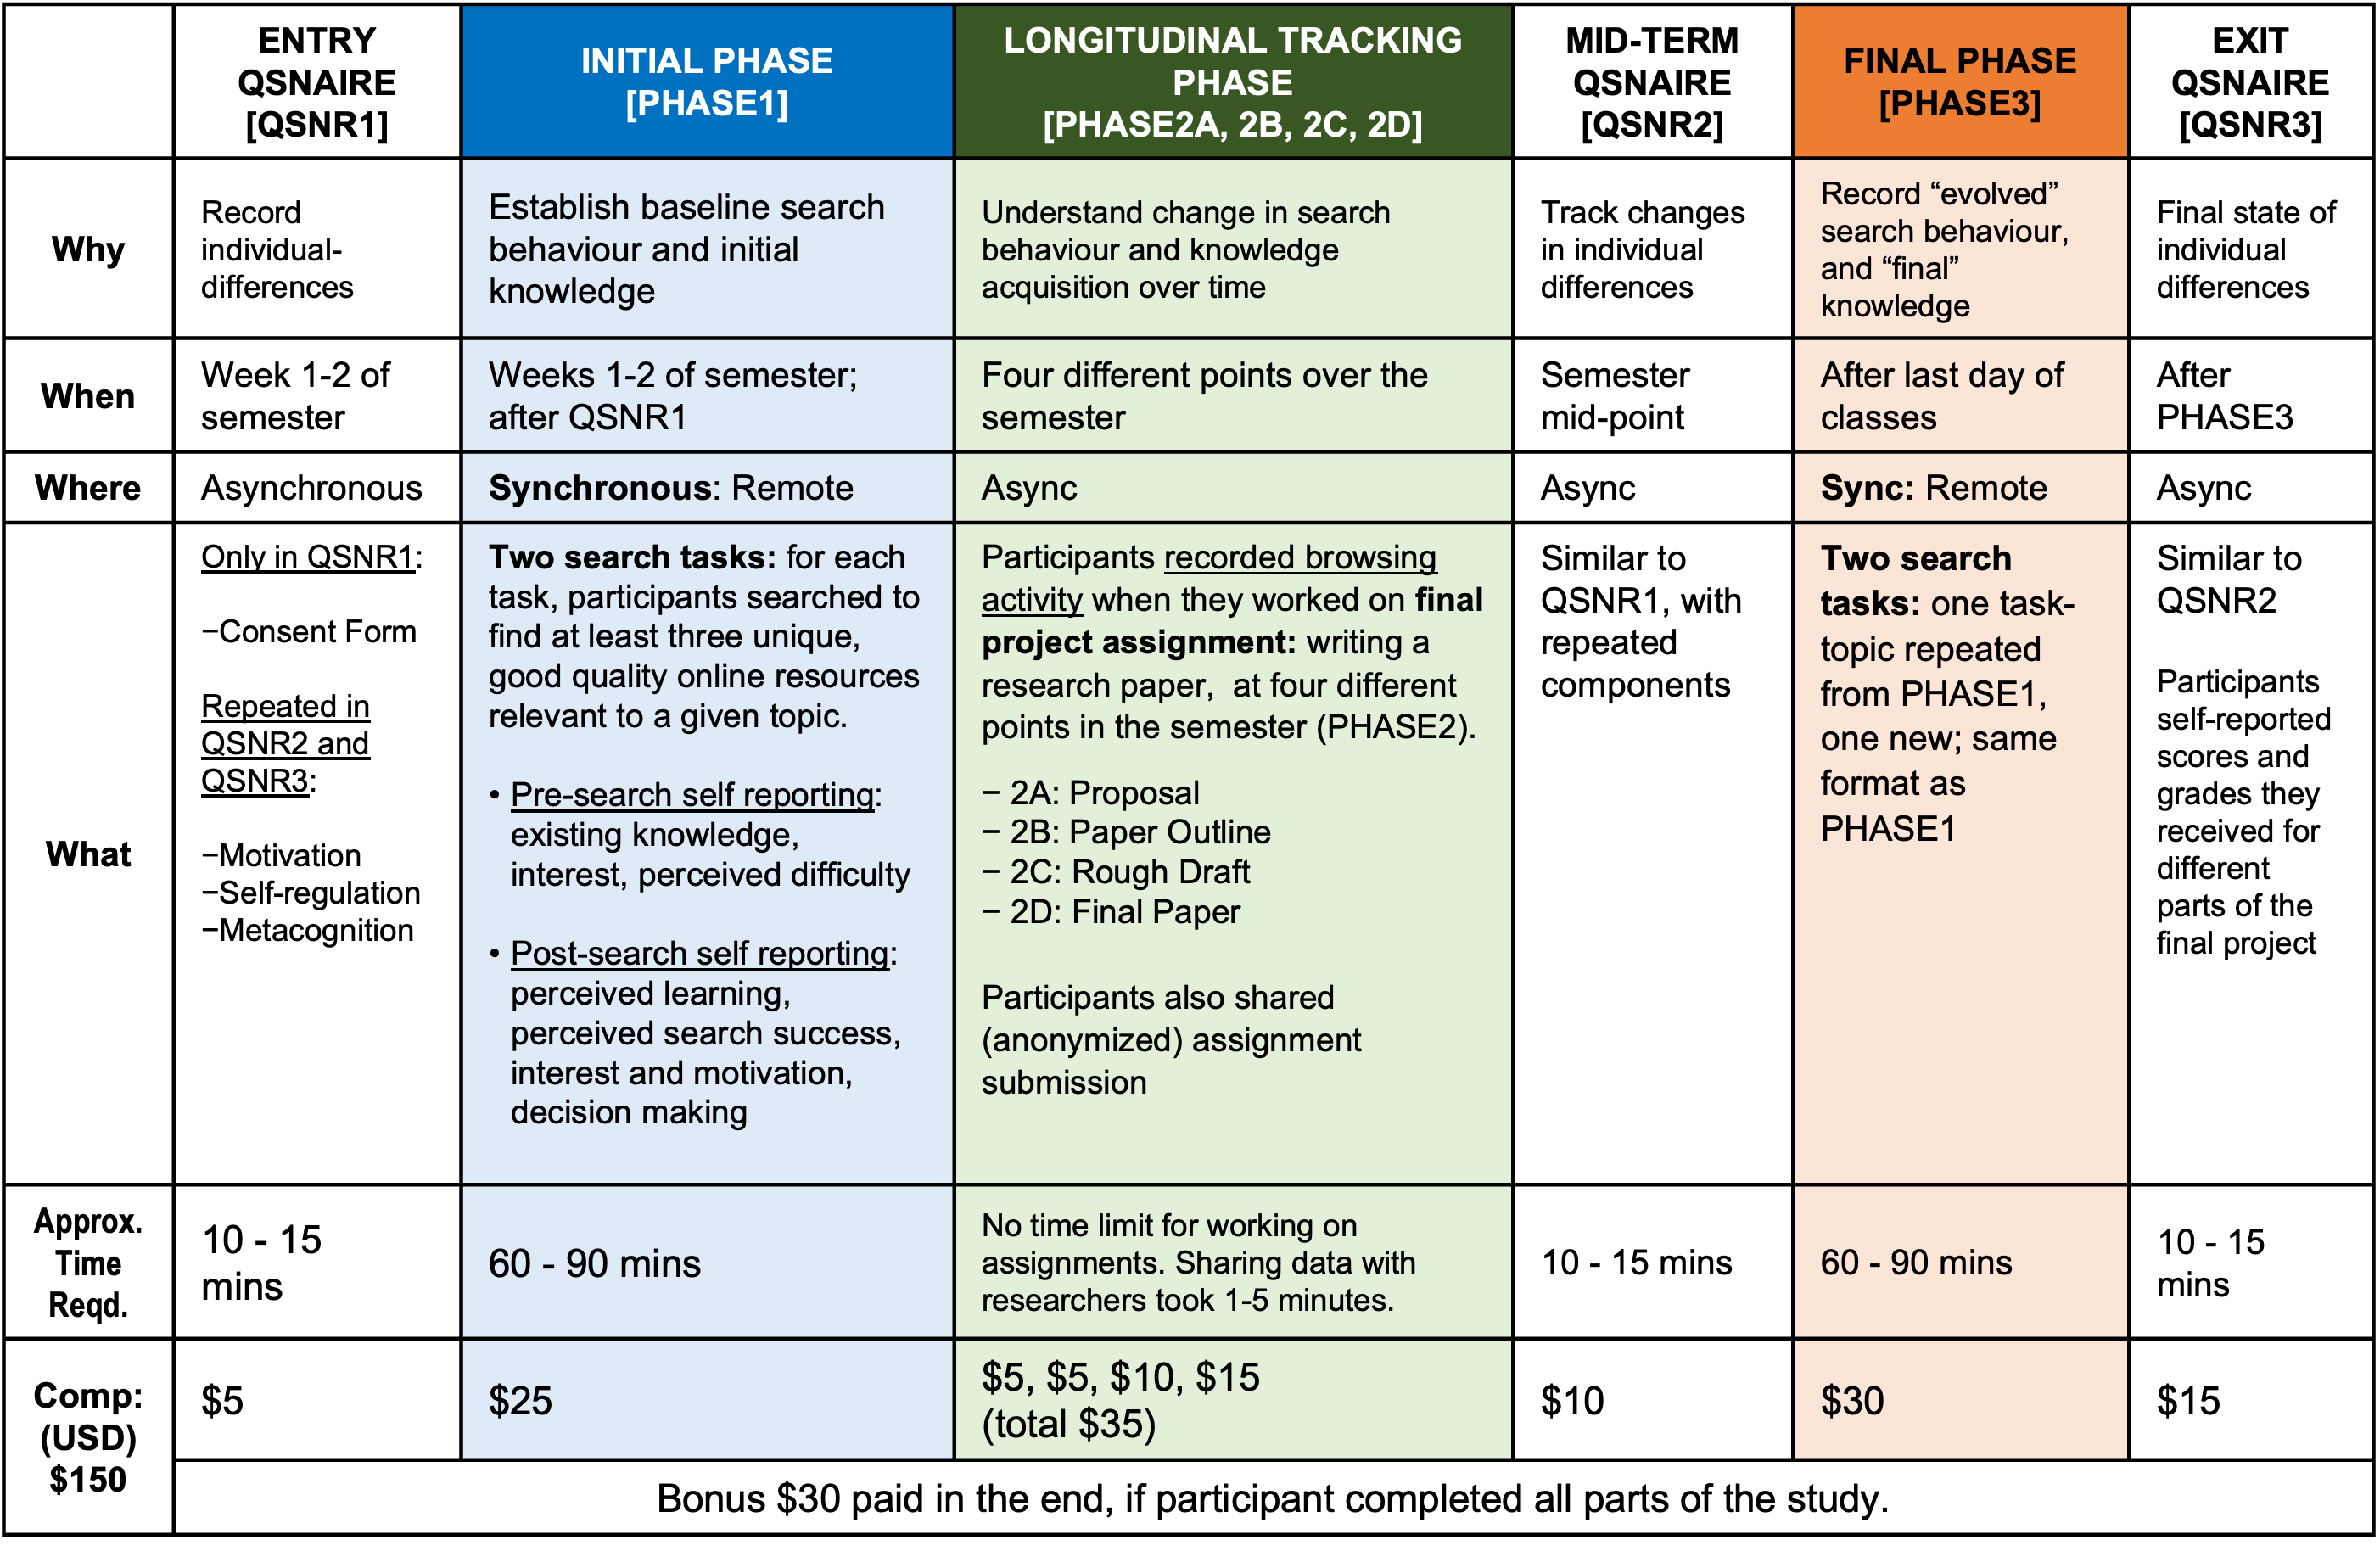 ENTRY
QSNAIRE
[QSNR1]
INITIAL PHASE
[PHASE1]
LONGITUDINAL TRACKING
PHASE
[PHASE2A, 2B, 2C, 2D]
MID-TERM
QSNAIRE
[QSNR2]
FINAL PHASE
[PHASE3]
EXIT
QSNAIRE
[QSNR3]
Why
Record
individual-
differences
Establish baseline search
behaviour and initial
knowledge
Understand change in search
behaviour and knowledge
acquisition over time
Track changes
in individual
differences
Record “evolved”
search behaviour,
and “final”
knowledge
Final state of
individual
differences
When
Week 1-2 of
semester
Weeks 1-2 of semester;
after QSNR1
Four different points over the
semester
Semester
mid-point
After last day of
classes
After
PHASE3
Where
Asynchronous
Synchronous: Remote
Async
Async
Sync: Remote
Async
What
Only in QSNR1:
−Consent Form
Repeated in
QSNR2 and
QSNR3:
−Motivation
−Self-regulation
−Metacognition
Two search tasks: for each
task, participants searched to
find at least three unique,
good quality online resources
relevant to a given topic.
• Pre-search self reporting:
existing knowledge,
interest, perceived difficulty
• Post-search self reporting:
perceived learning,
perceived search success,
interest and motivation,
decision making
Participants recorded browsing
activity when they worked on final
project assignment: writing a
research paper, at four different
points in the semester (PHASE2).
− 2A: Proposal
− 2B: Paper Outline
− 2C: Rough Draft
− 2D: Final Paper
Participants also shared
(anonymized) assignment
submission
Similar to
QSNR1, with
repeated
components
Two search
tasks: one task-
topic repeated
from PHASE1,
one new; same
format as
PHASE1
Similar to
QSNR2
Participants
self-reported
scores and
grades they
received for
different
parts of the
final project
Approx.
Time
Reqd.
10 - 15
mins
60 - 90 mins
No time limit for working on
assignments. Sharing data with
researchers took 1-5 minutes.
10 - 15 mins
60 - 90 mins
10 - 15
mins
Comp:
(USD)
$150
$5
$25
$5, $5, $10, $15
(total $35)
$10
$30
$15
Bonus $30 paid in the end, if participant completed all parts of the study.